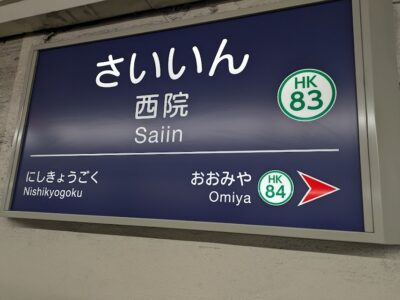 さいいん
西院
Saiin
HK
83
にしきょうごく
Nishikyogoku
おおみや
Omiya
HK
84